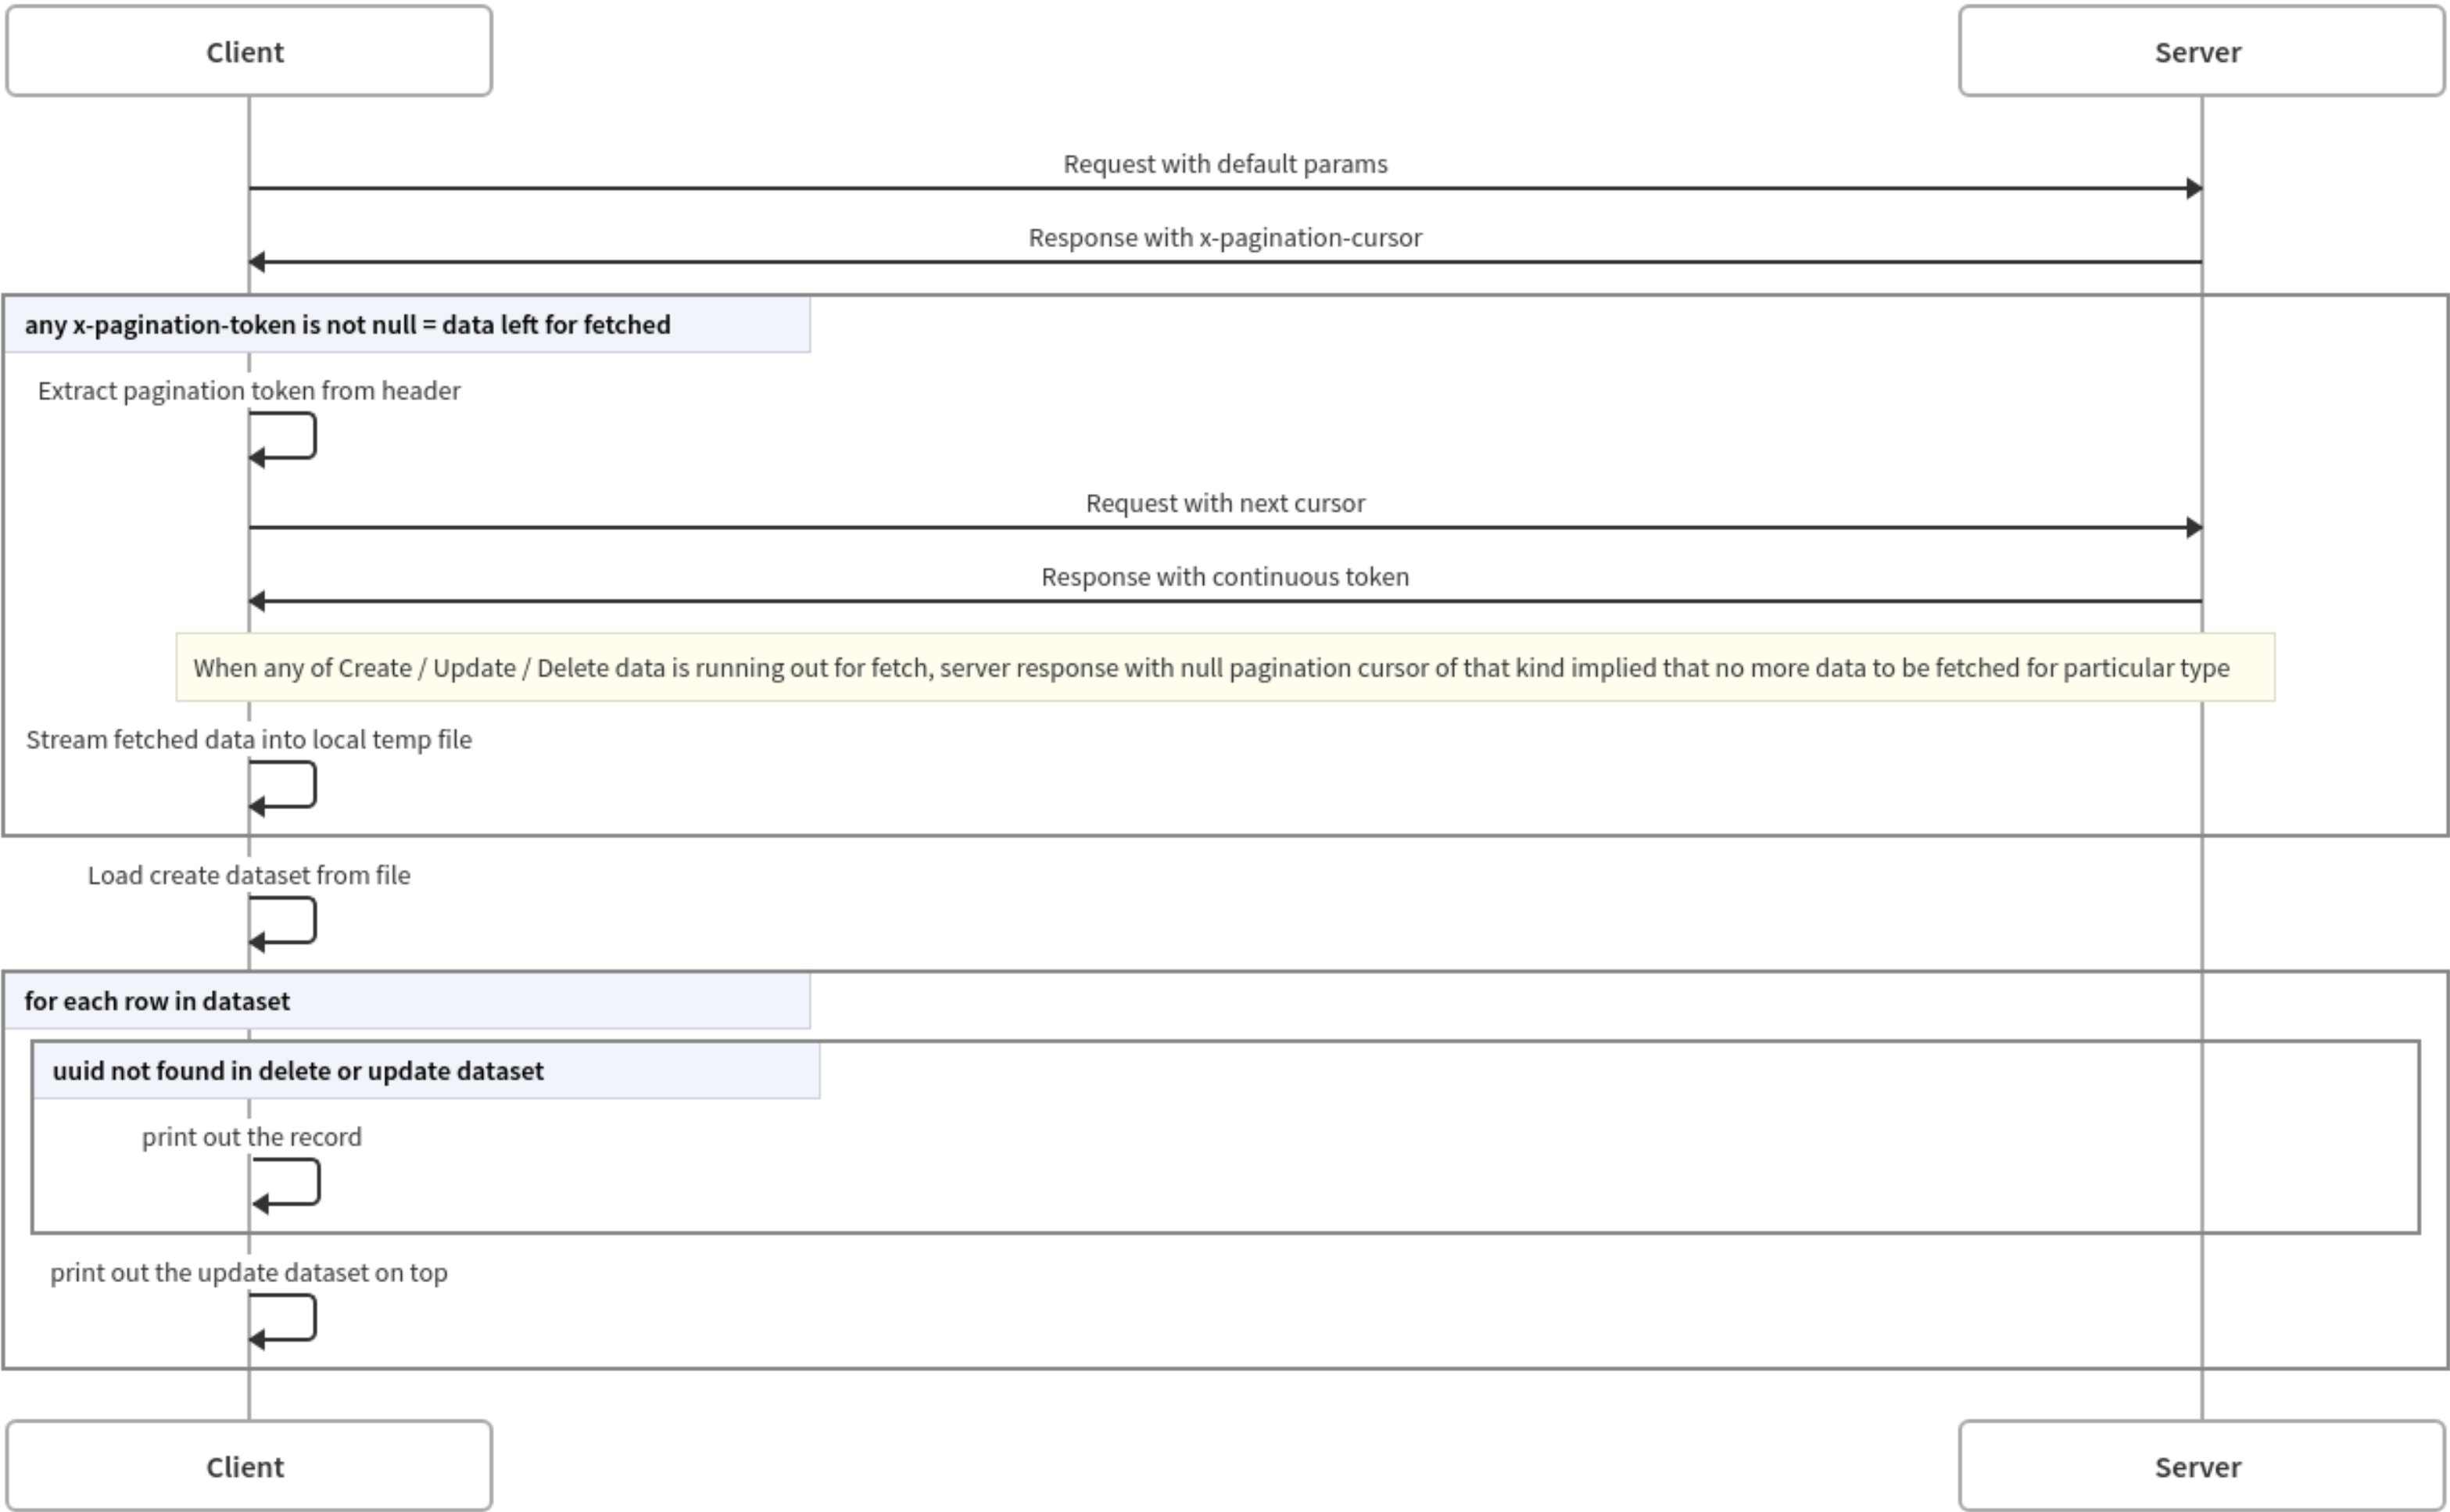 Client
Server
Request with default params
Response with x-pagination-cursor
any x-pagination-token is not null = data left for fetched
Extract pagination token from header
Request with next cursor
Response with continuous token
When any of Create / Update / Delete data is running out for fetch, server response with null pagination cursor of that kind implied that no more data to be fetched for particular type
Stream fetched data into local temp file
Load create dataset from file
for each row in dataset
uuid not found in delete or update dataset
print out the record
print out the update dataset on top
Client
Server